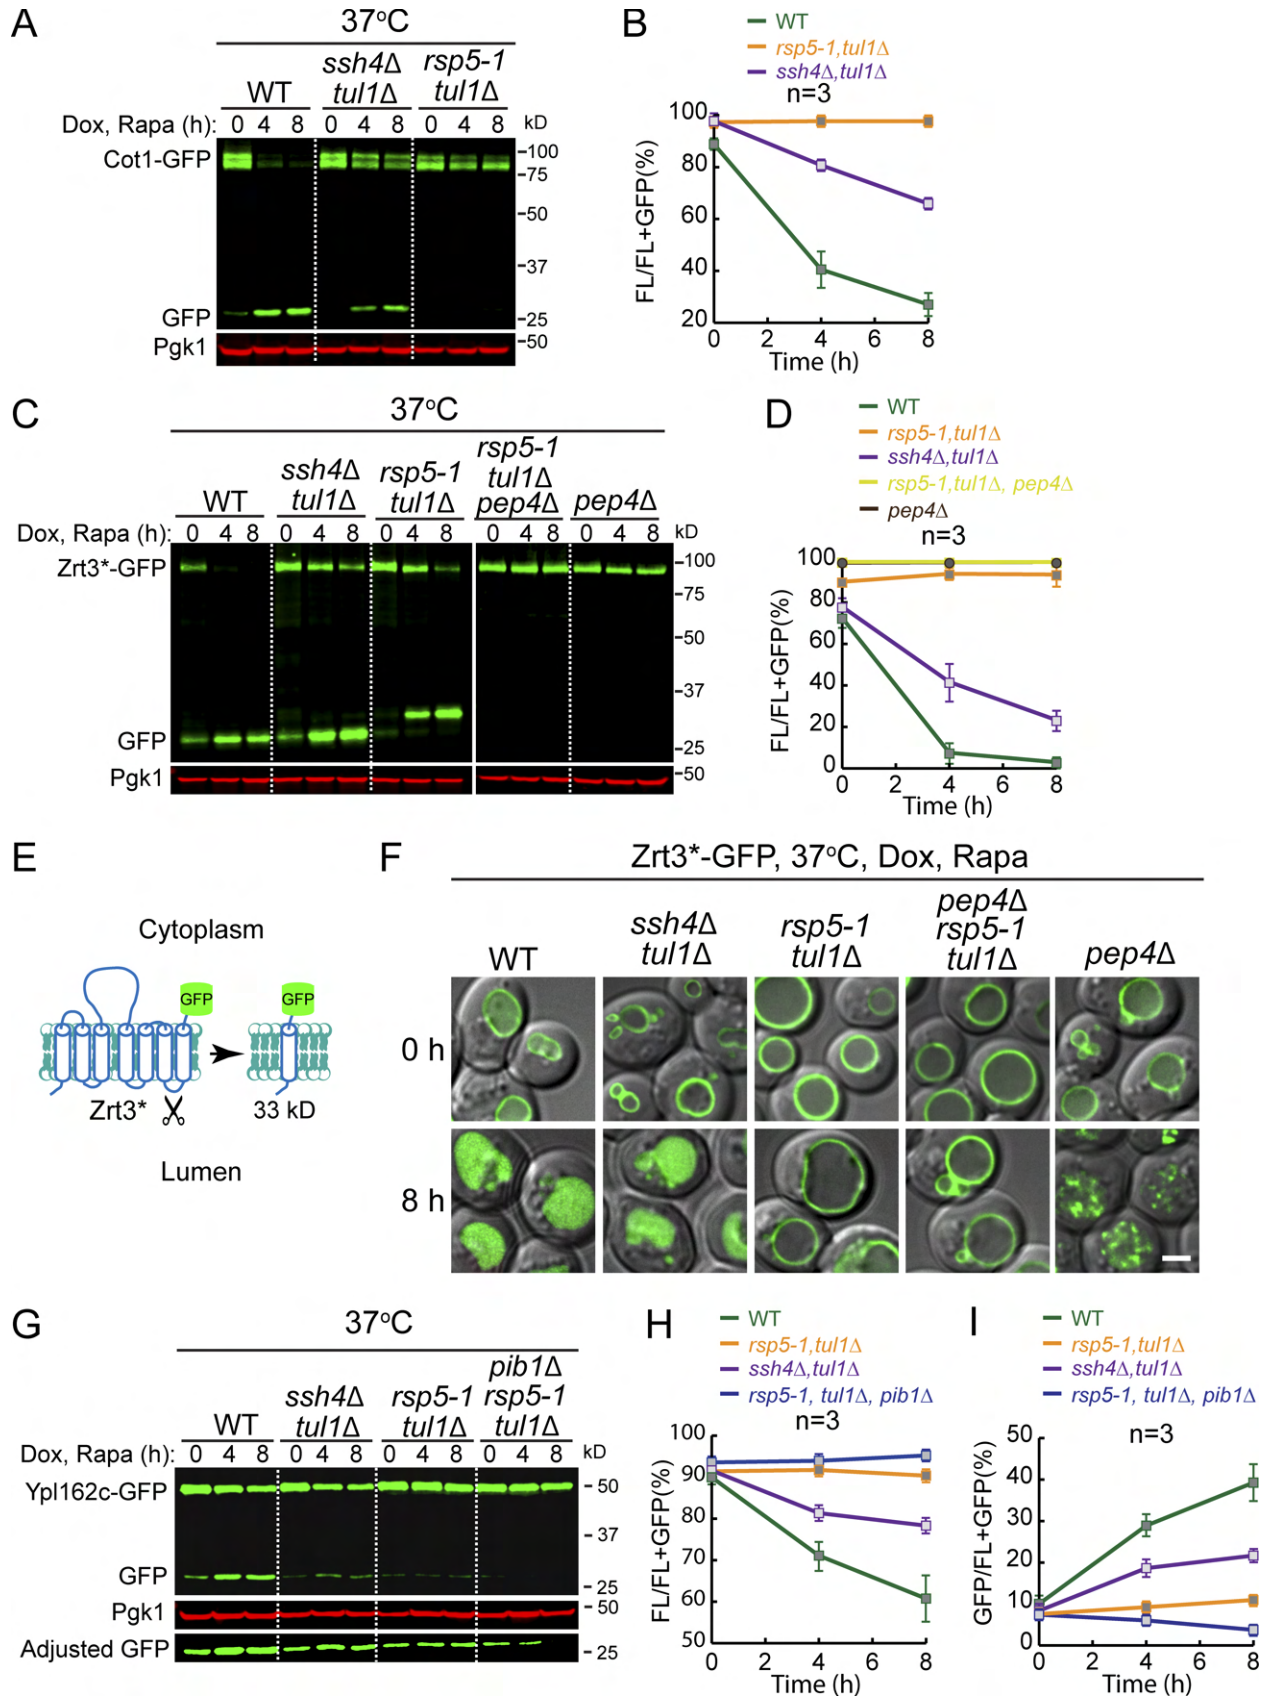 A
37°C
ssh4Δ rsp5-1
WT tul1Δ tul1Δ
Dox, Rapa (h): 0 4 8 0 4 8 0 4 8 kD
Cot1-GFP
-100
-75
-50
-37
GFP
-25
Pgk1
-50
B
WT
rsp5-1,tul1Δ
ssh4Δ,tul1Δ
n=3
FL/FL+GFP(%)
100
80
60
40
20
0 2 4 6 8
Time (h)
C
37°C
rsp5-1
ssh4Δ rsp5-1 tul1Δ
WT tul1Δ tul1Δ pep4Δ pep4Δ
Dox, Rapa (h): 0 4 8 0 4 8 0 4 8 0 4 8 0 4 8 kD
Zrt3*-GFP
-100
-75
-50
-37
GFP
-25
Pgk1
-50
D
WT
rsp5-1,tul1Δ
ssh4Δ,tul1Δ
rsp5-1,tul1Δ, pep4Δ
pep4Δ
n=3
FL/FL+GFP(%)
100
80
60
40
20
0
0 2 4 6 8
Time (h)
E
Cytoplasm
GFP GFP
Zrt3* 33 kD
Lumen
F
Zrt3*-GFP, 37°C, Dox, Rapa
pep4Δ
ssh4Δ rsp5-1 rsp5-1
WT tul1Δ tul1Δ tul1Δ pep4Δ
0 h
8 h
G
37°C
pib1Δ
ssh4Δ rsp5-1 rsp5-1
WT tul1Δ tul1Δ tul1Δ
Dox, Rapa (h): 0 4 8 0 4 8 0 4 8 0 4 8 kD
Ypl162c-GFP
-50
-37
GFP
-25
Pgk1
-50
Adjusted GFP
-25
H
WT
rsp5-1,tul1Δ
ssh4Δ,tul1Δ
rsp5-1, tul1Δ, pib1Δ
n=3
FL/FL+GFP(%)
100
90
80
70
60
50
0 2 4 6 8
Time (h)
I
WT
rsp5-1,tul1Δ
ssh4Δ,tul1Δ
rsp5-1, tul1Δ, pib1Δ
n=3
GFP/FL+GFP(%)
50
40
30
20
10
0
0 2 4 6 8
Time (h)